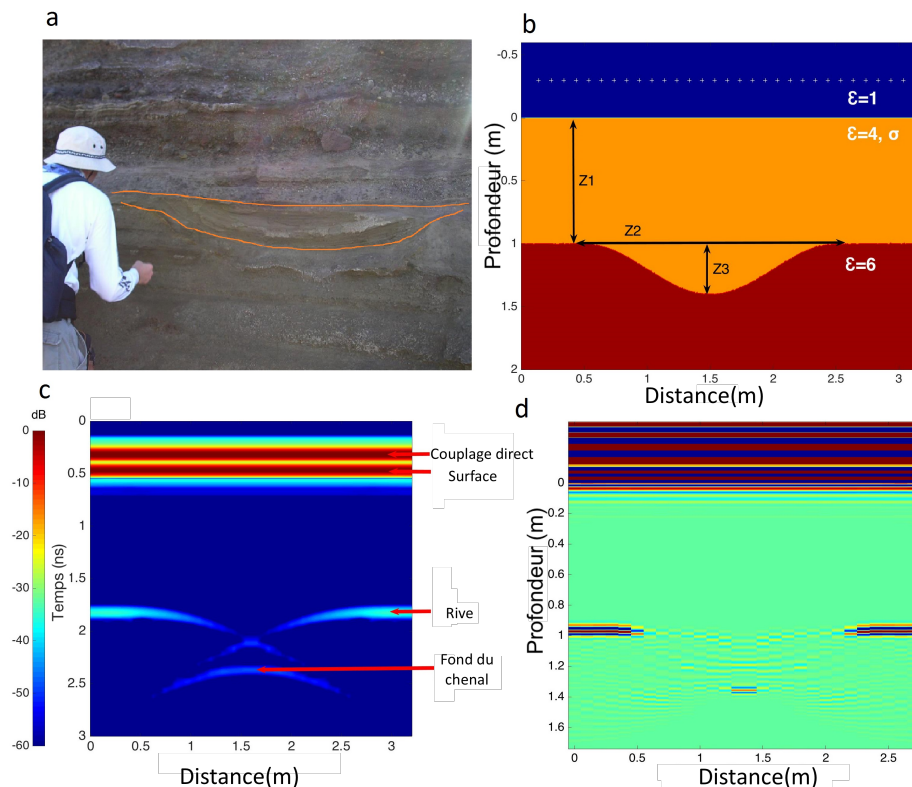 a
b
-0.5
0
0.5
1
1.5
2
Profondeur (m)
ε=1
ε=4, σ
Z1
Z2
Z3
ε=6
0 0.5 1 1.5 2 2.5 3
Distance(m)
c
dB
0
-10
-20
-30
-40
-50
-60
Temps (ns)
0
0.5
1
1.5
2
2.5
3
Couplage direct
Surface
Rive
Fond du
chenal
0 0.5 1 1.5 2 2.5 3
Distance(m)
d
Profondeur (m)
0
0.2
0.4
0.6
0.8
1
1.2
1.4
1.6
0 0.5 1 1.5 2 2.5
Distance(m)